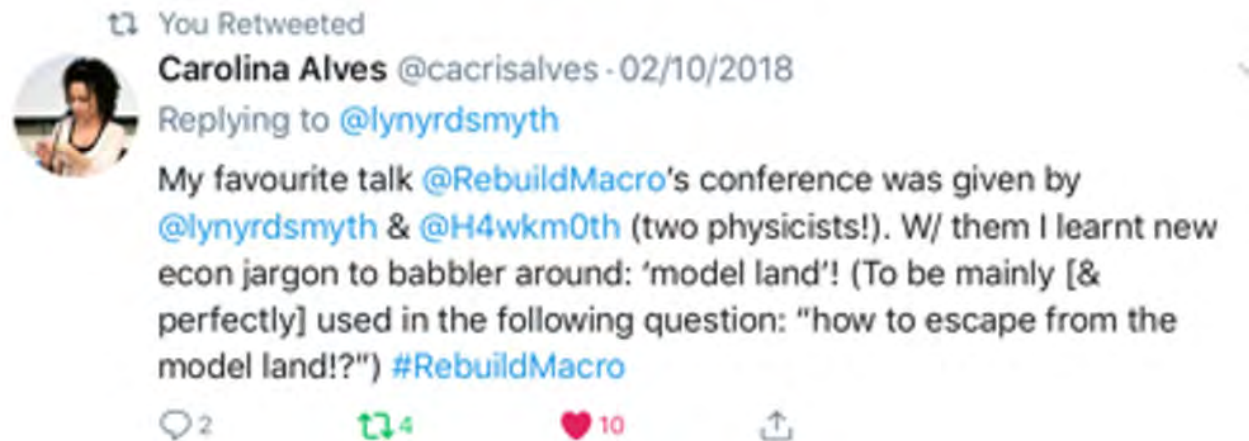 You Retweeted
Carolina Alves @cacrisalves · 02/10/2018
Replying to @lynyrdsmyth
My favourite talk @RebuildMacro's conference was given by
@lynyrdsmyth & @H4wkm0th (two physicists!). W/ them I learnt new
econ jargon to babbler around: ‘model land’! (To be mainly [&
perfectly] used in the following question: “how to escape from the
model land!?”) #RebuildMacro
2 4 10